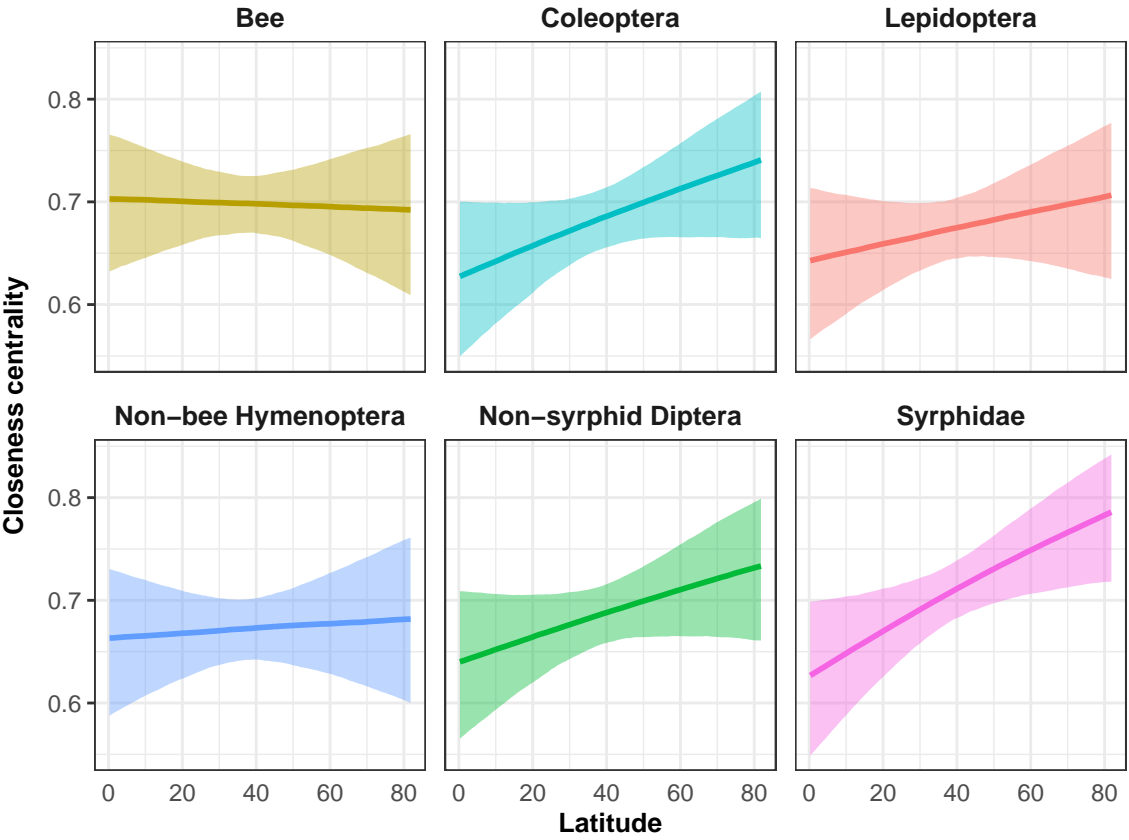 Bee Coleoptera Lepidoptera
0.8
0.7
0.6
Closeness centrality
Non−bee Hymenoptera Non−syrphid Diptera Syrphidae
0.8
0.7
0.6
0 20 40 60 80 0 20 40 60 80 0 20 40 60 80
Latitude